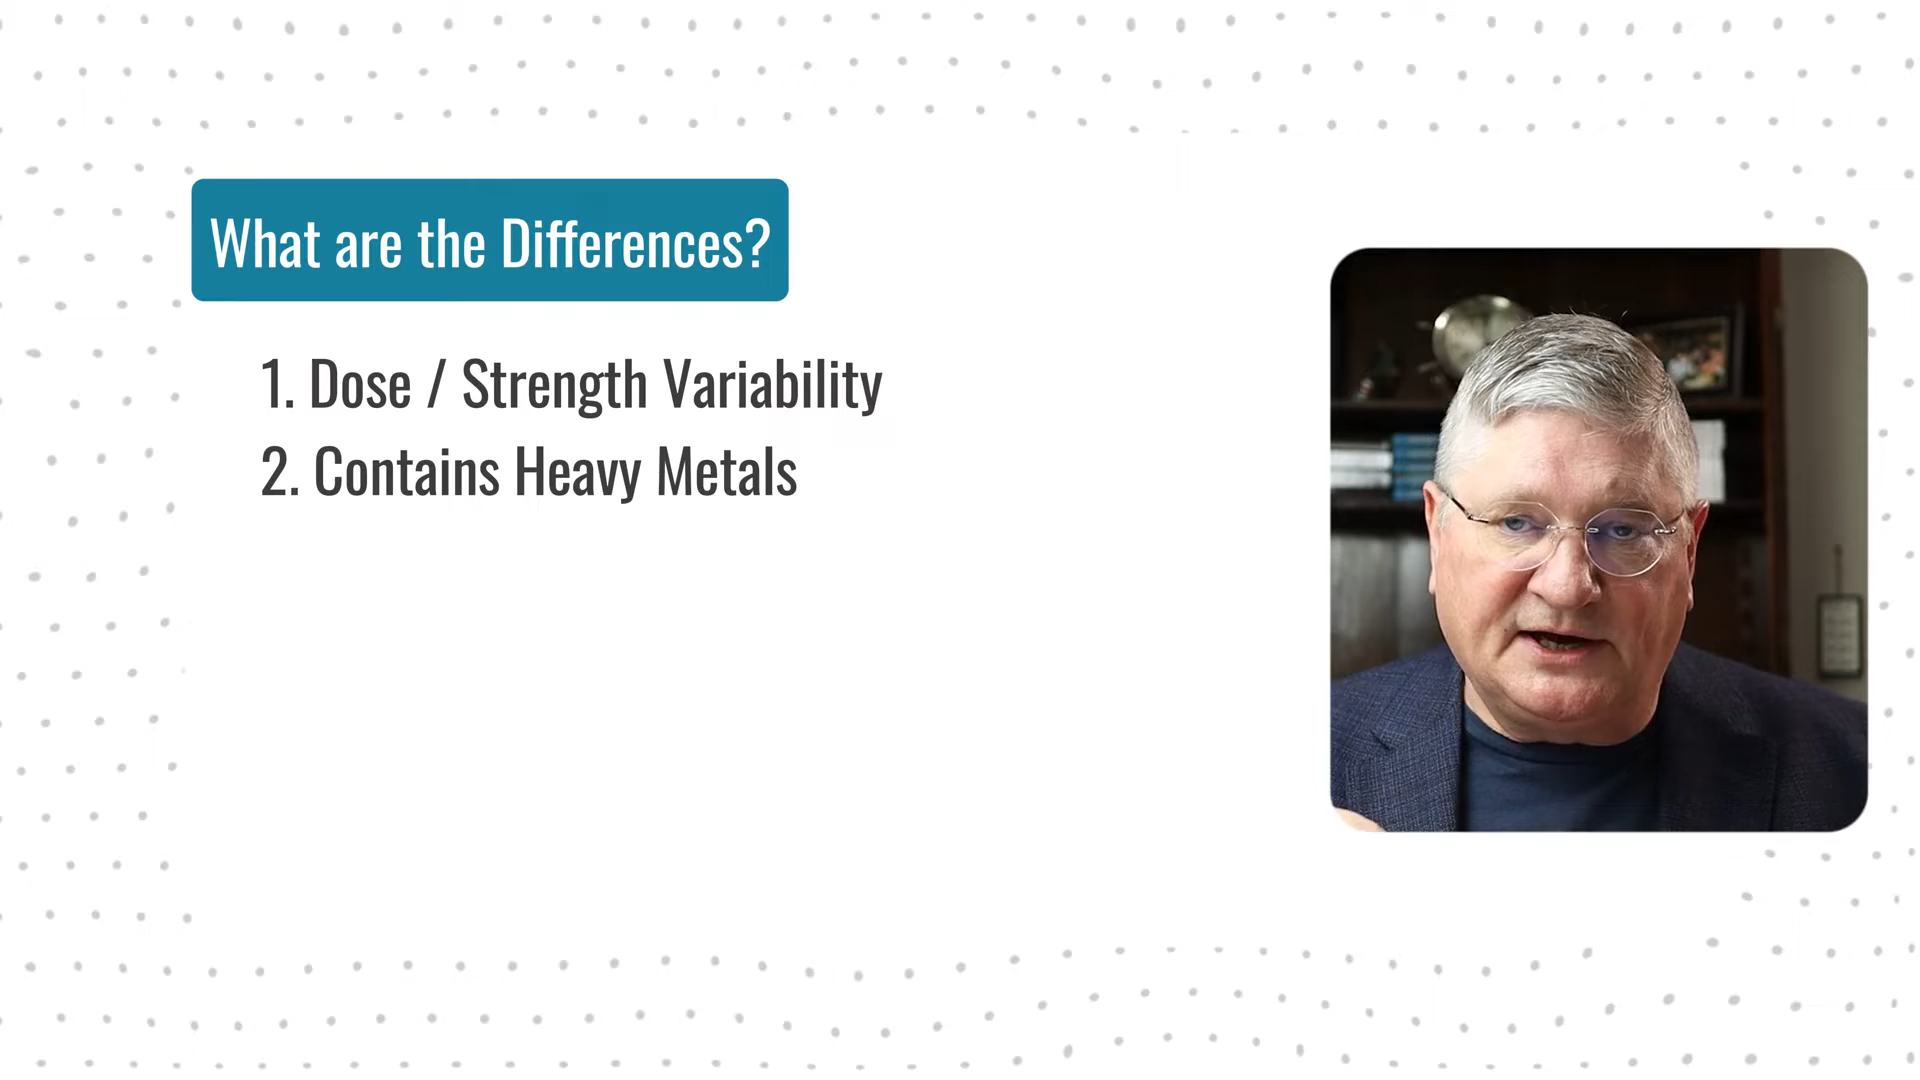 What are the Differences?
1. Dose / Strength Variability
2. Contains Heavy Metals